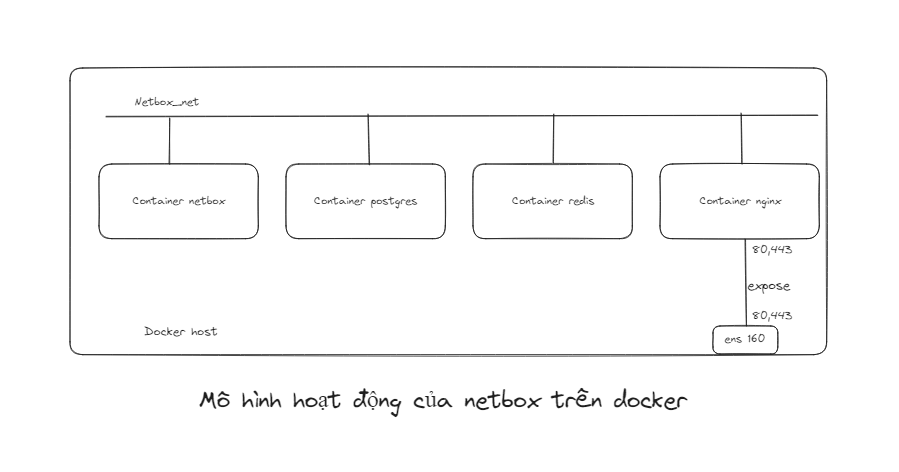 Netbox_net
Container netbox
Container postgres
Container redis
Container nginx
80,443
expose
80,443
Docker host
ens 160
Mô hình hoạt động của netbox trên docker